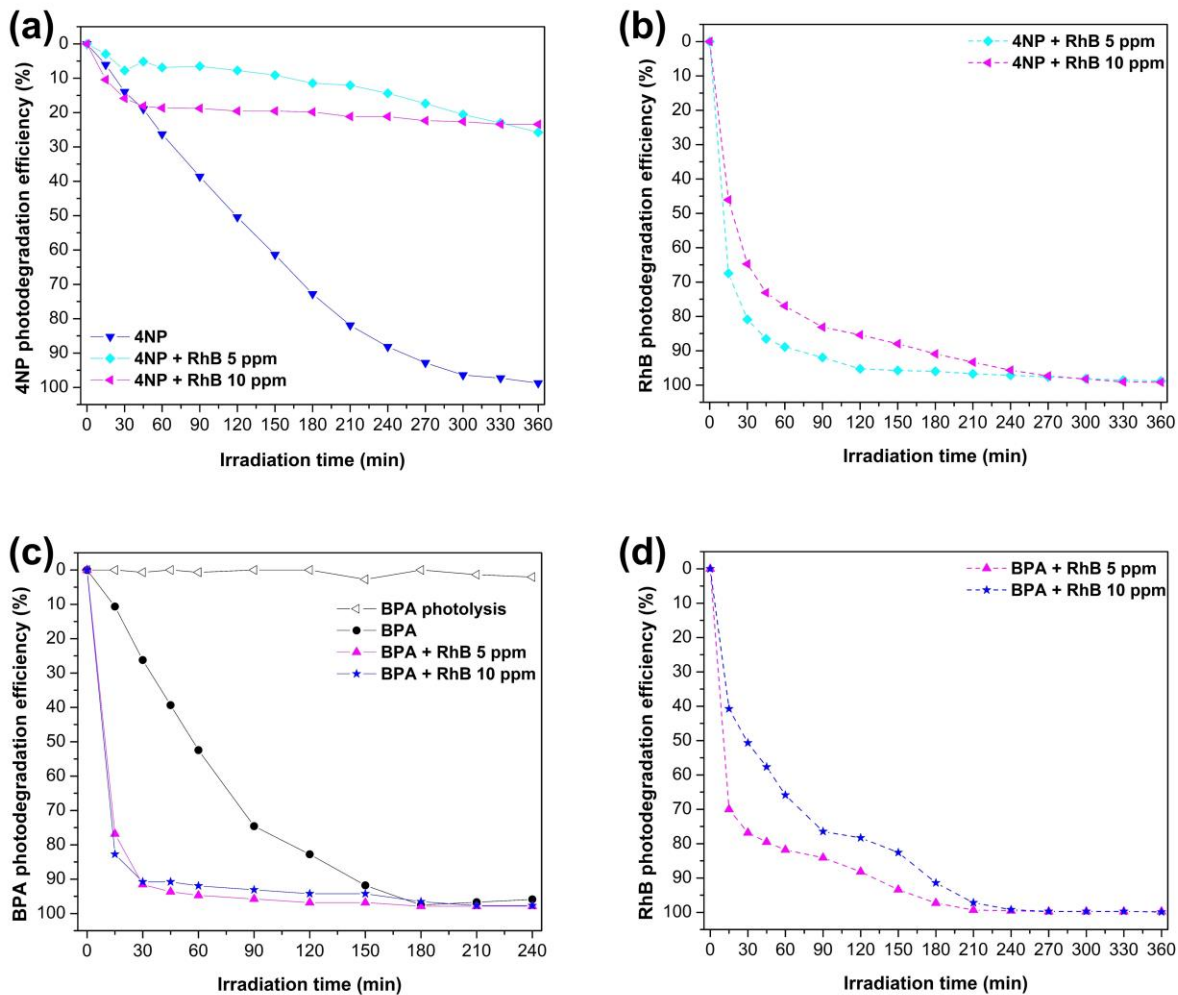 (a)
4NP photodegradation efficiency (%)
0
10
20
30
40
50
60
70
80
90
100
4NP
4NP + RhB 5 ppm
4NP + RhB 10 ppm
0 30 60 90 120 150 180 210 240 270 300 330 360
Irradiation time (min)
(b)
RhB photodegradation efficiency (%)
0
10
20
30
40
50
60
70
80
90
100
4NP + RhB 5 ppm
4NP + RhB 10 ppm
0 30 60 90 120 150 180 210 240 270 300 330 360
Irradiation time (min)
(c)
BPA photodegradation efficiency (%)
0
10
20
30
40
50
60
70
80
90
100
BPA photolysis
BPA
BPA + RhB 5 ppm
BPA + RhB 10 ppm
0 30 60 90 120 150 180 210 240
Irradiation time (min)
(d)
RhB photodegradation efficiency (%)
0
10
20
30
40
50
60
70
80
90
100
BPA + RhB 5 ppm
BPA + RhB 10 ppm
0 30 60 90 120 150 180 210 240 270 300 330 360
Irradiation time (min)